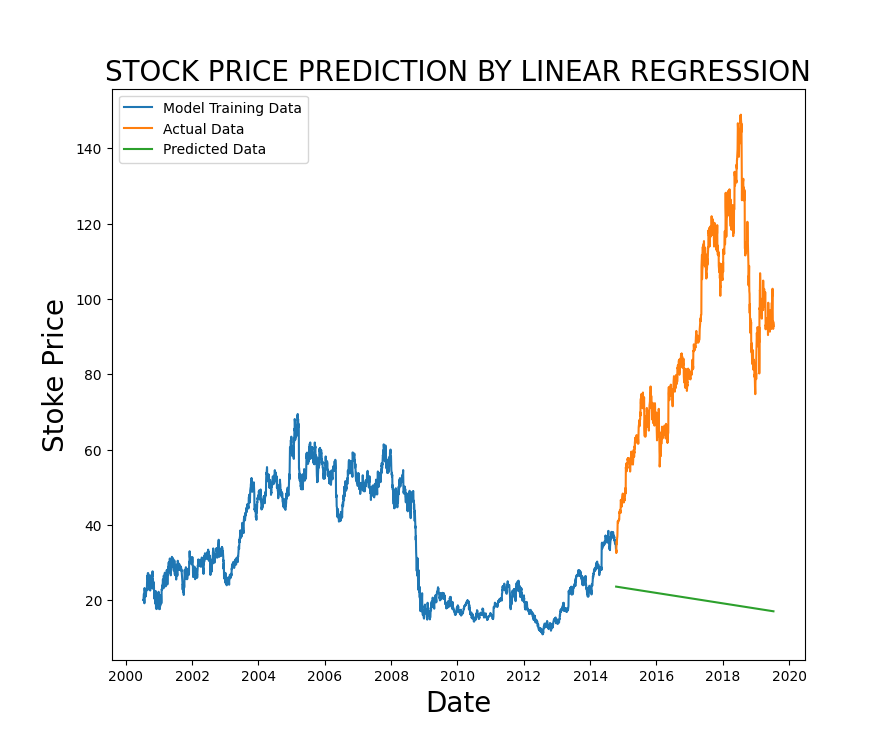 STOCK PRICE PREDICTION BY LINEAR REGRESSION
Model Training Data
Actual Data
Predicted Data
Stoke Price
140
120
100
80
60
40
20
2000 2002 2004 2006 2008 2010 2012 2014 2016 2018 2020
Date